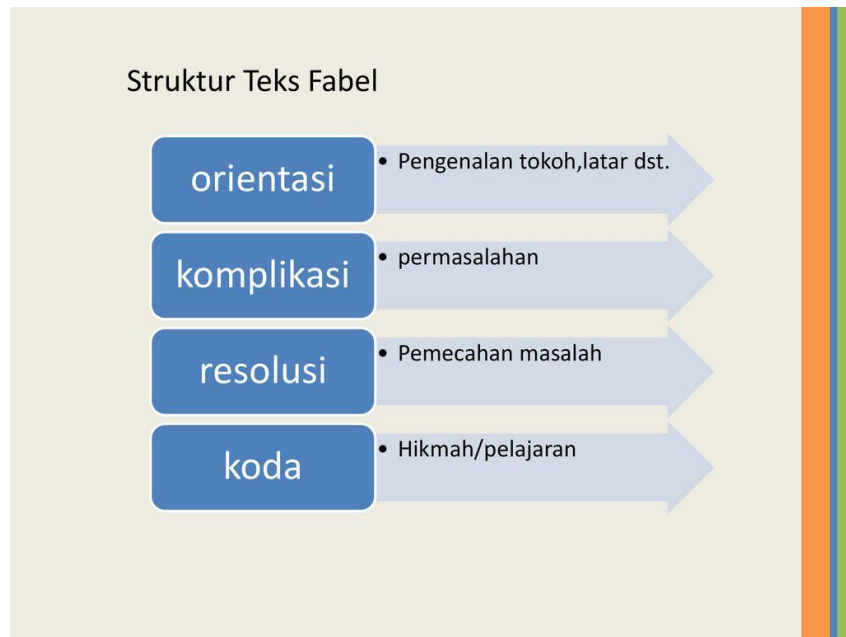 Struktur Teks Fabel
orientasi
• Pengenalan tokoh,latar dst.
komplikasi
• permasalahan
resolusi
• Pemecahan masalah
koda
• Hikmah/pelajaran